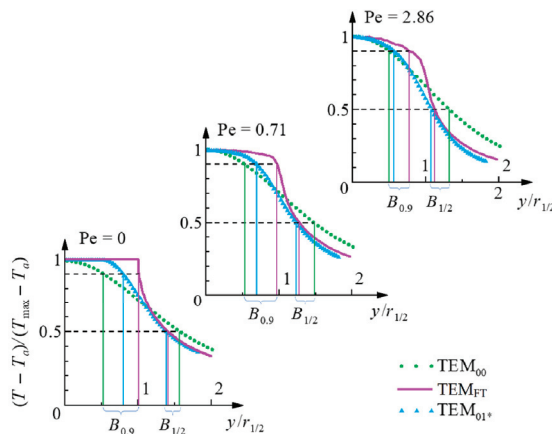 Pe = 2.86
1
0.5
0
1
2
2
y/r1/2
B0.9
B1/2
Pe = 0.71
1
0.5
0
1
2
y/r1/2
B0.9
B1/2
Pe = 0
1
0.5
0
1
2
y/r1/2
B0.9
B1/2
(T − Ta)/(Tmax − Ta)
TEM00
TEMFT
TEM01*